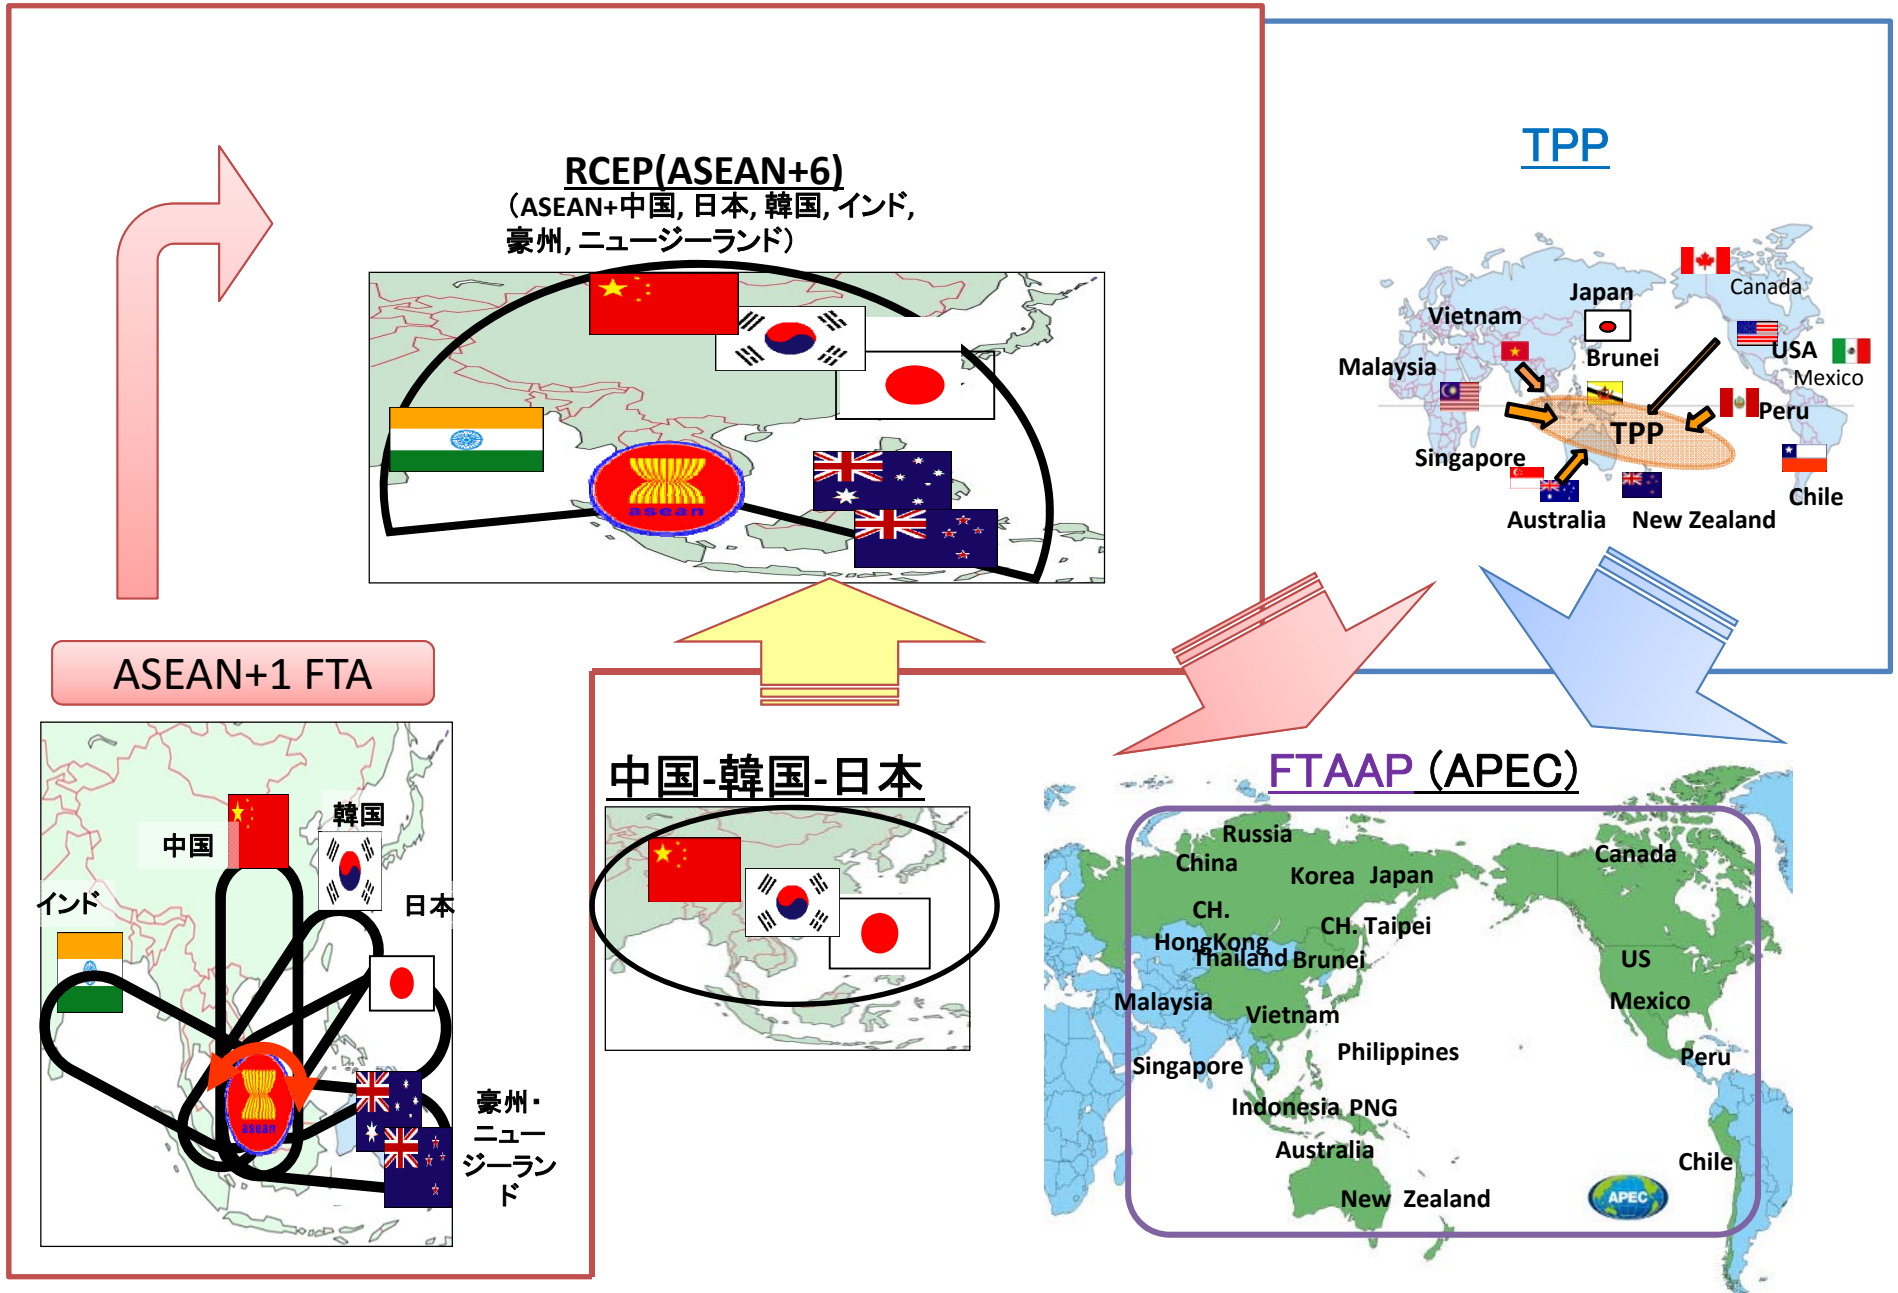 RCEP(ASEAN+6)
（ASEAN+中国, 日本, 韓国, インド,
豪州, ニュージーランド）
asean
TPP
Canada
Japan
Vietnam
USA
Brunei
Malaysia
Mexico
Peru
TPP
Singapore
Chile
Australia
New Zealand
ASEAN+1 FTA
韓国
中国
インド
日本
asean
豪州・
ニュー
ジーラン
ド
中国-韓国-日本
FTAAP (APEC)
Russia
China
Canada
Korea
Japan
CH.
HongKong
CH. Taipei
Thailand
Brunei
US
Malaysia
Mexico
Vietnam
Philippines
Peru
Singapore
Indonesia
PNG
Australia
Chile
New Zealand
APEC